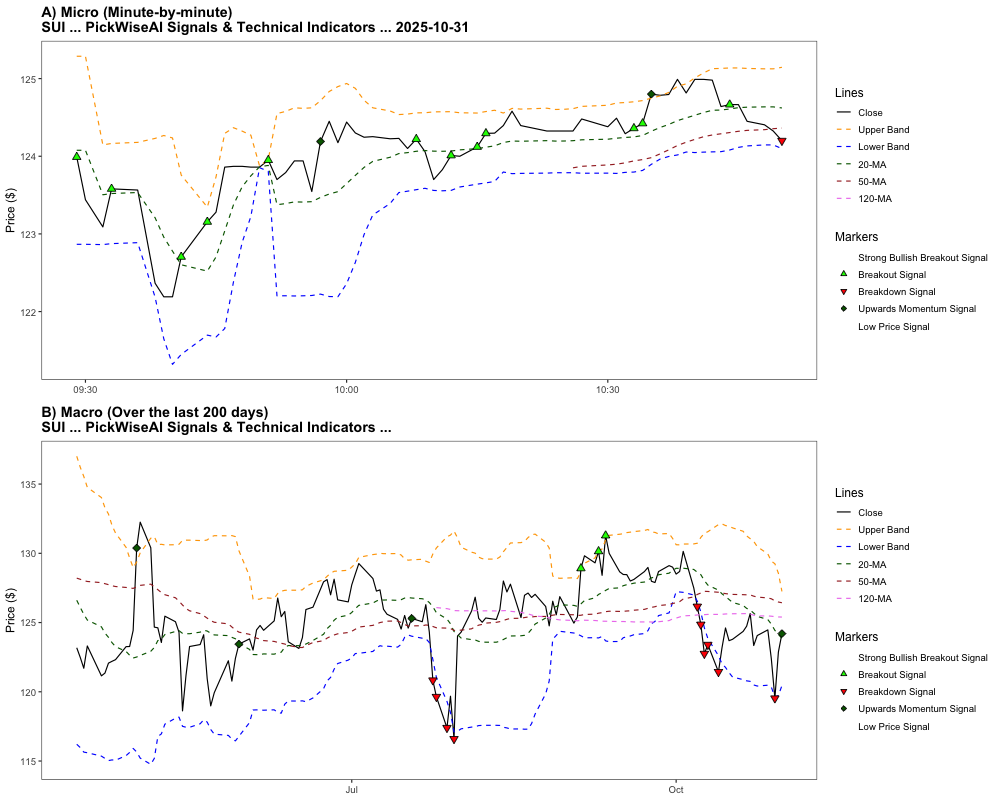 A) Micro (Minute-by-minute)
SUI ... PickWiseAI Signals & Technical Indicators ... 2025-10-31
Price ($)
125
124
123
122
09:30
10:00
10:30
Lines
Close
Upper Band
Lower Band
20-MA
50-MA
120-MA
Markers
Strong Bullish Breakout Signal
Breakout Signal
Breakdown Signal
Upwards Momentum Signal
Low Price Signal
B) Macro (Over the last 200 days)
SUI ... PickWiseAI Signals & Technical Indicators ...
Price ($)
135
130
125
120
115
Jul
Oct
Lines
Close
Upper Band
Lower Band
20-MA
50-MA
120-MA
Markers
Strong Bullish Breakout Signal
Breakout Signal
Breakdown Signal
Upwards Momentum Signal
Low Price Signal